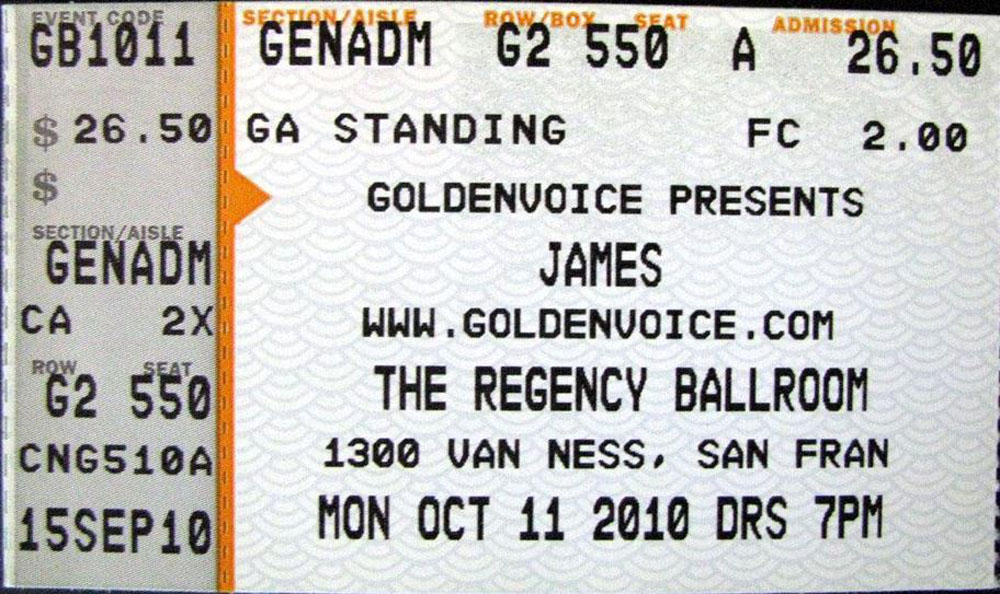 EVENT CODE
GB1011
$ 26.50
$
SECTION/AISLE
GENADM
CA 2X
ROW SEAT
G2 550
CNG510A
15SEP10
SECTION/AISLE ROW/BOX SEAT ADMISSION
GENADM G2 550 A 26.50
GA STANDING FC 2.00
GOLDENVOICE PRESENTS
JAMES
WWW.GOLDENVOICE.COM
THE REGENCY BALLROOM
1300 VAN NESS, SAN FRAN
MON OCT 11 2010 DRS 7PM